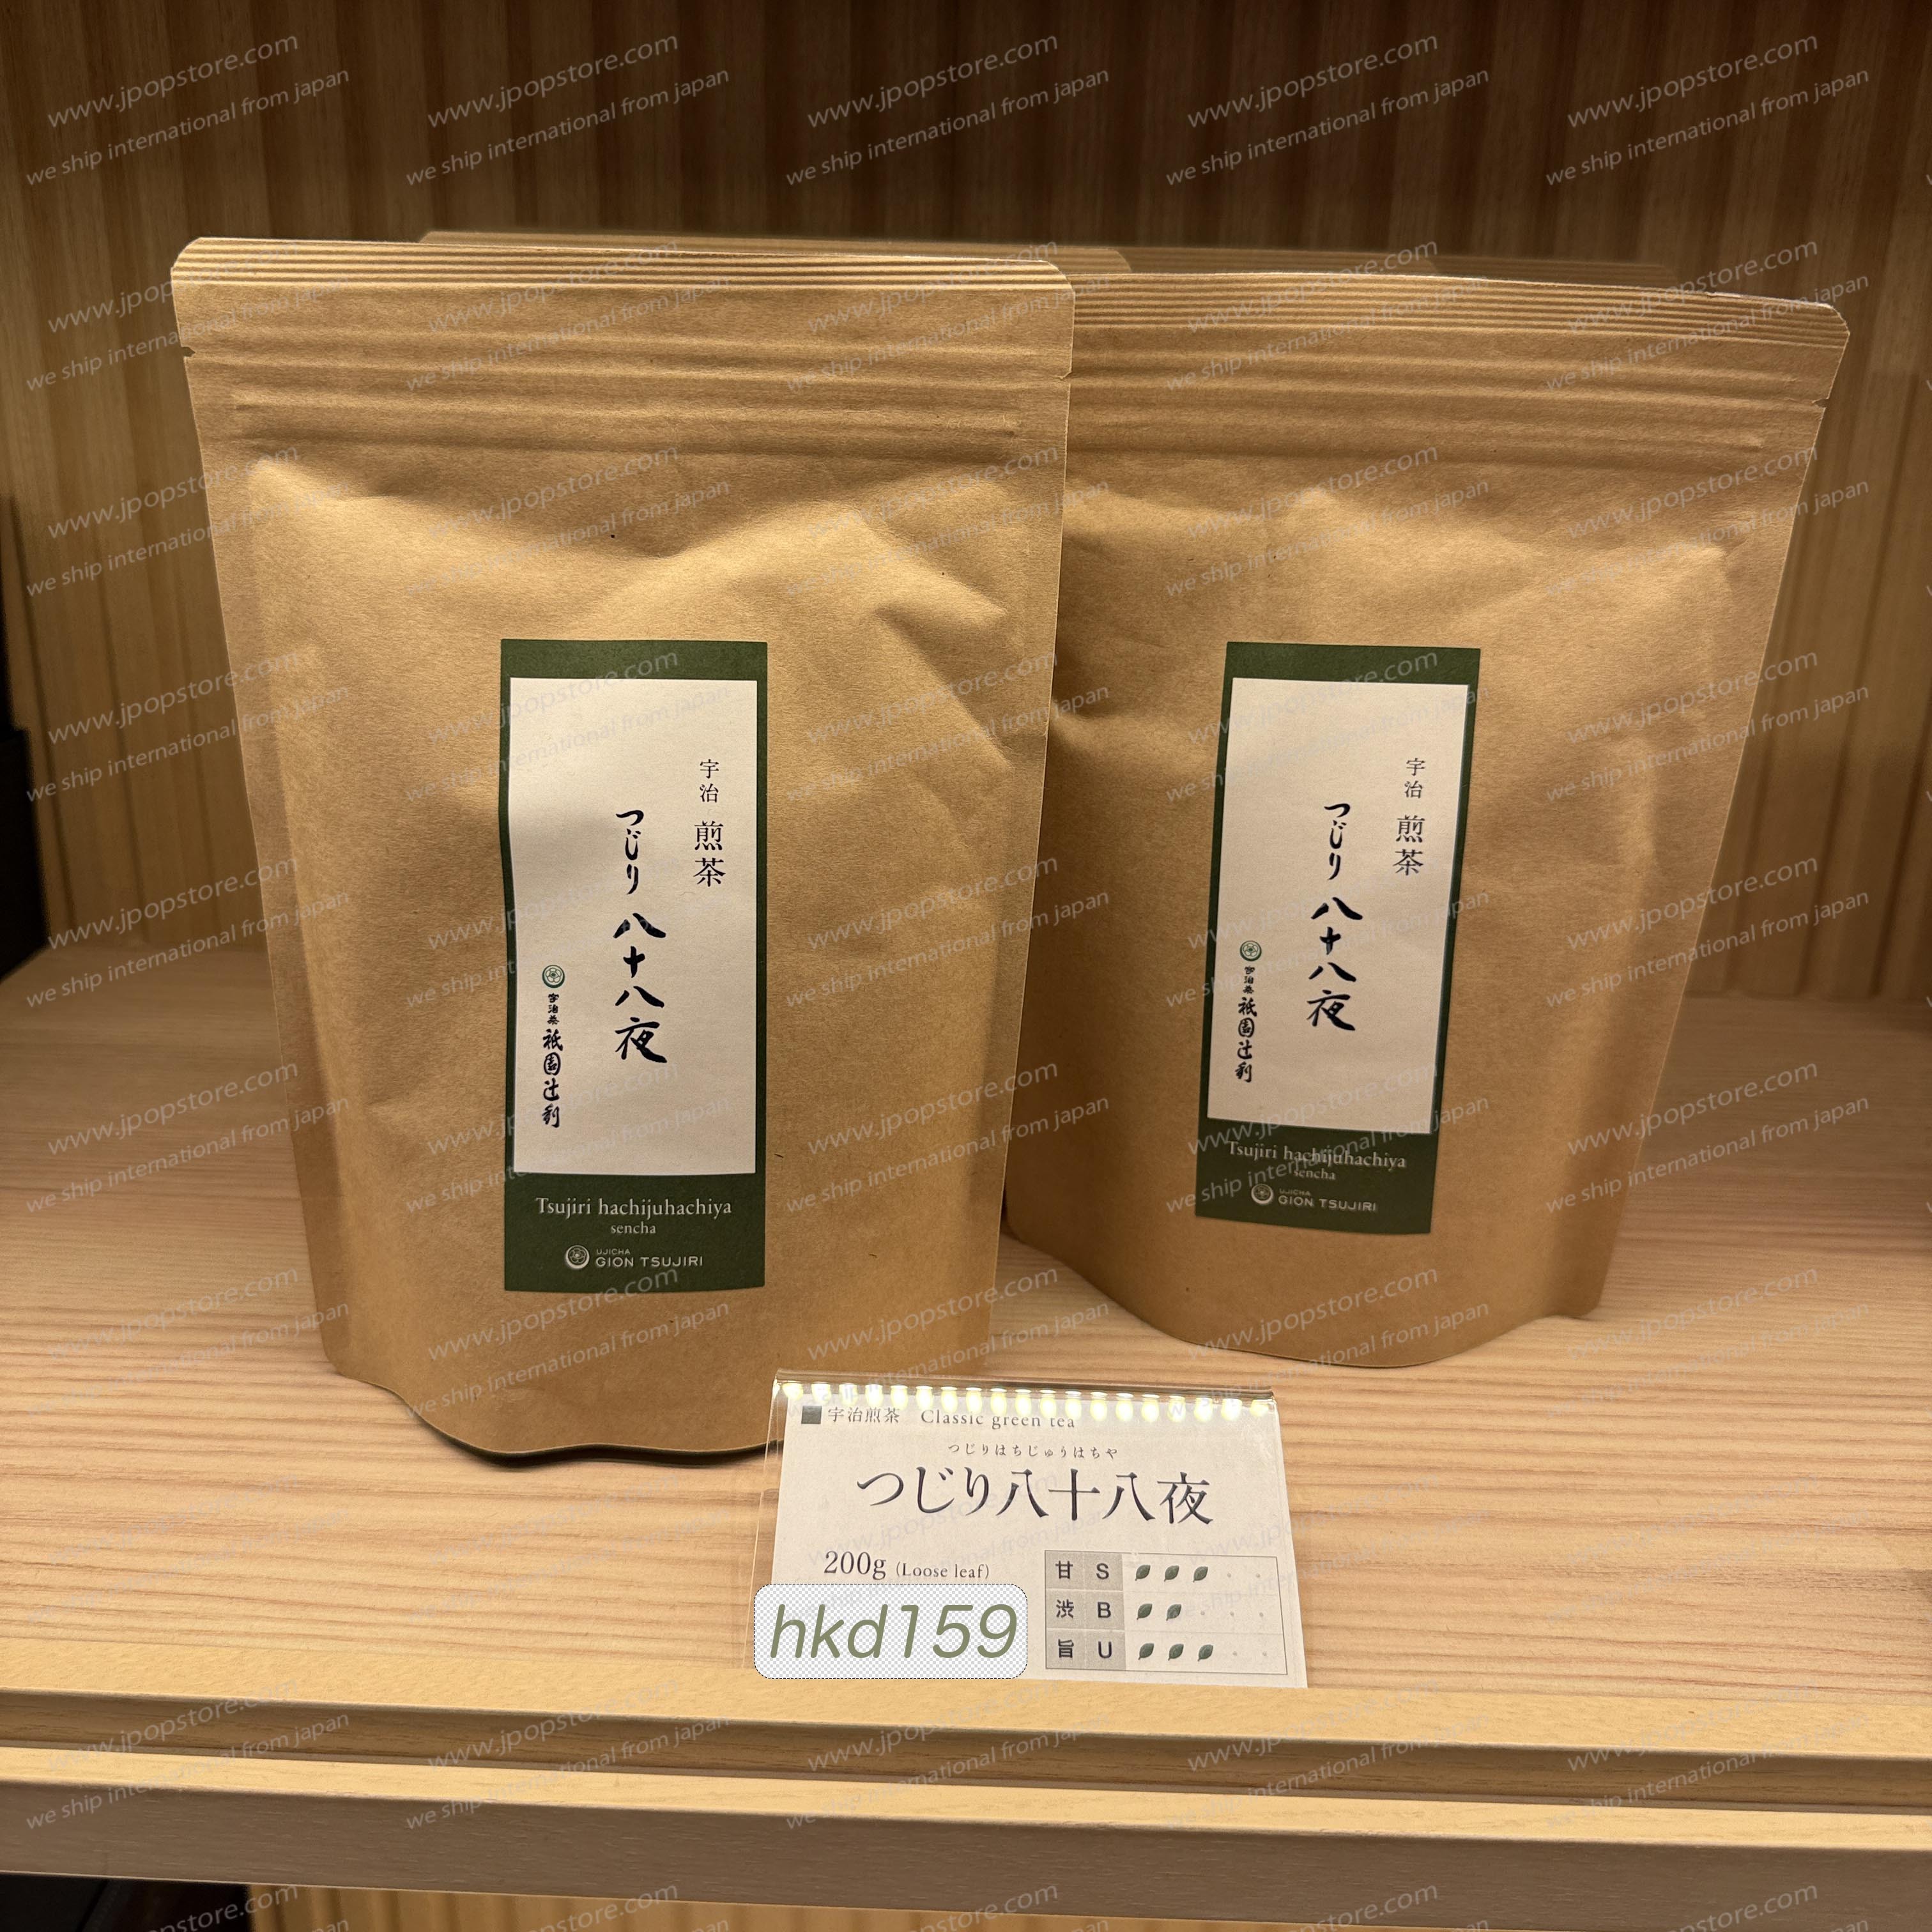 www.jpopstore.com
we ship international from japan
宇治 煎茶
つじり 八十八夜
宇治茶 祇園辻利
Tsujiri hachijuhachiya
sencha
UJICHA
GION TSUJIRI
宇治 煎茶
つじり 八十八夜
宇治茶 祇園辻利
Tsujiri hachijuhachiya
sencha
UJICHA
GION TSUJIRI
宇治煎茶 Classic green tea
つじりはちじゅうはちや
つじり八十八夜
200g (Loose leaf)
hkd159
甘 S
渋 B
旨 U